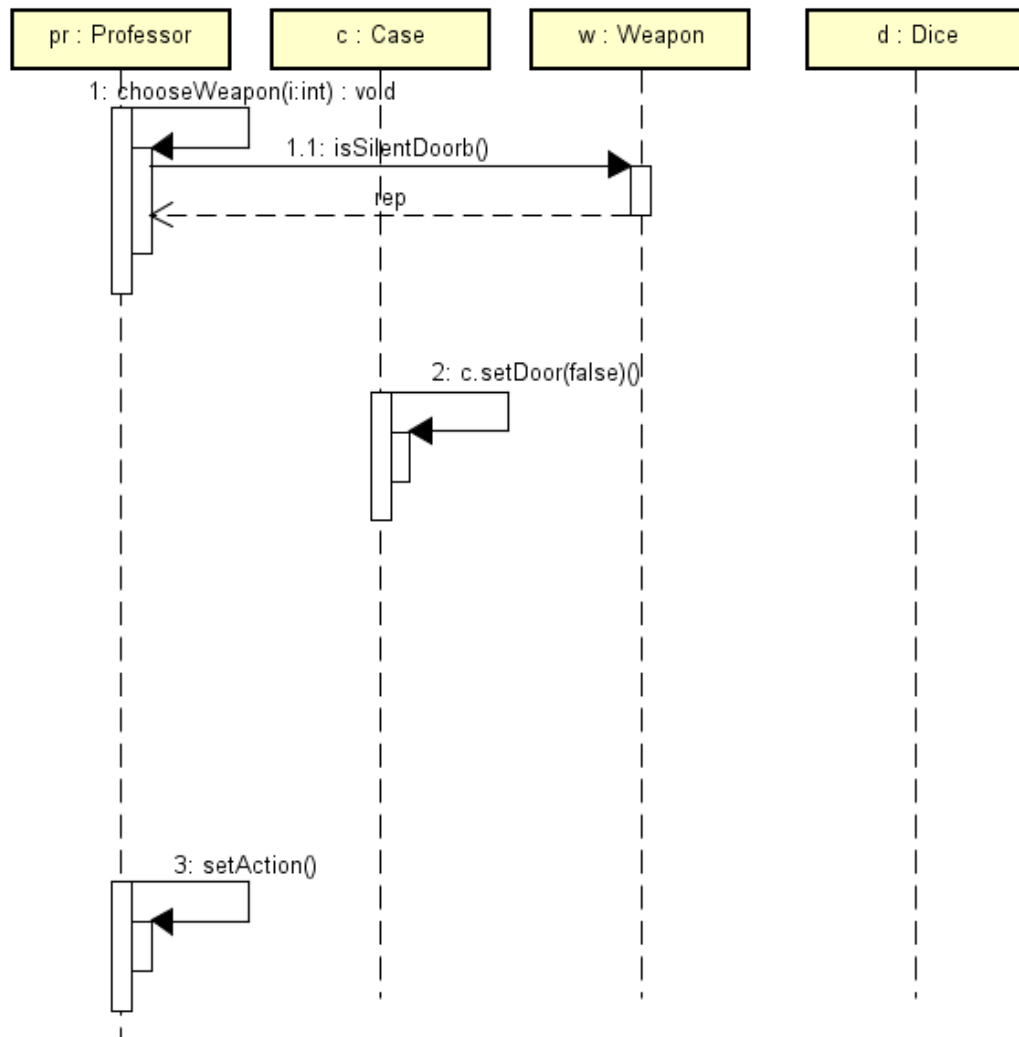 pr : Professor
c : Case
w : Weapon
d : Dice
1: chooseWeapon(i:int) : void
1.1: isSilentDoorb()
rep
2: c.setDoor(false)()
3: setAction()